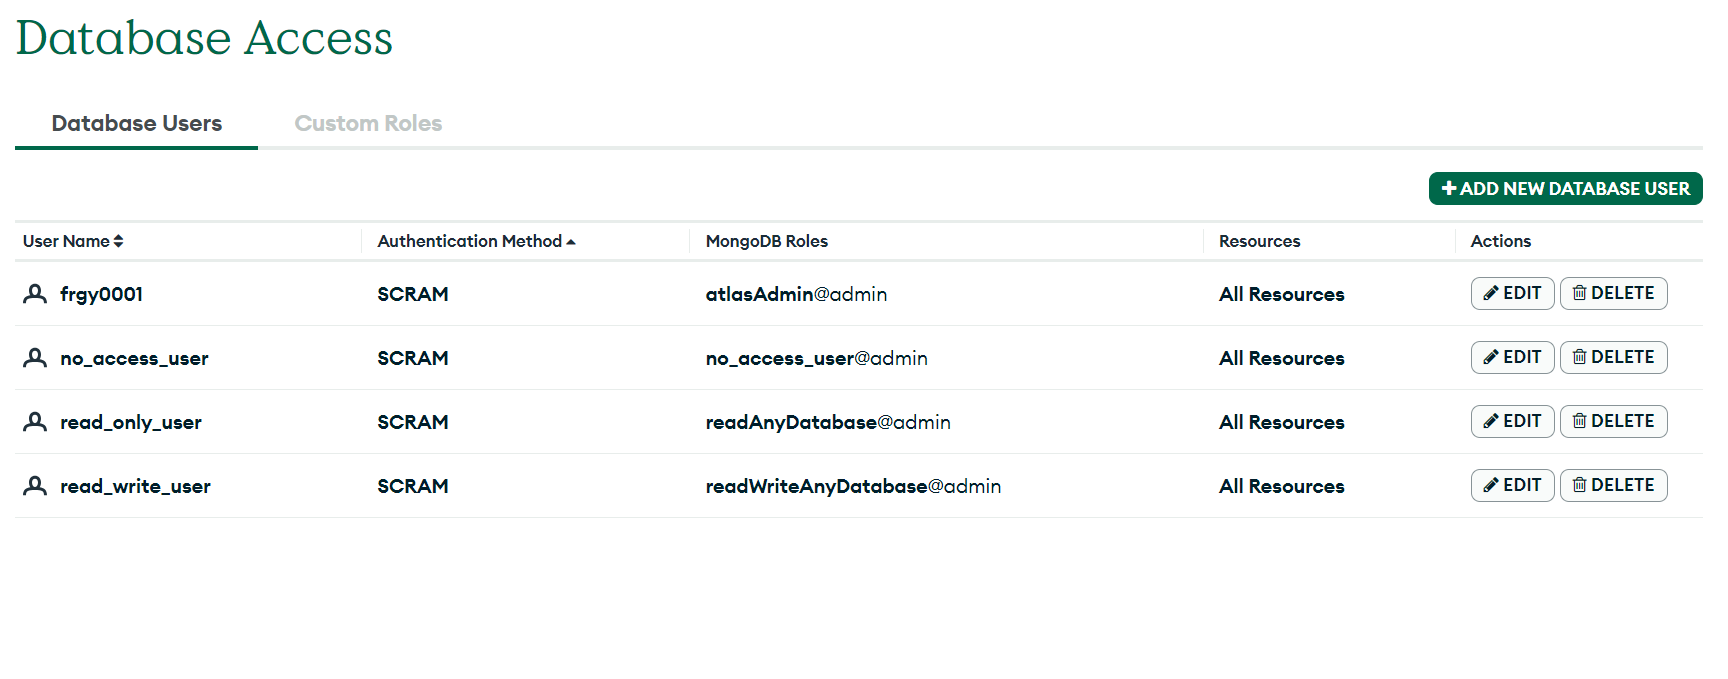 Database Access
Database Users Custom Roles
ADD NEW DATABASE USER
User Name Authentication Method MongoDB Roles Resources Actions
frgy0001 SCRAM atlasAdmin@admin All Resources EDIT DELETE
no_access_user SCRAM no_access_user@admin All Resources EDIT DELETE
read_only_user SCRAM readAnyDatabase@admin All Resources EDIT DELETE
read_write_user SCRAM readWriteAnyDatabase@admin All Resources EDIT DELETE